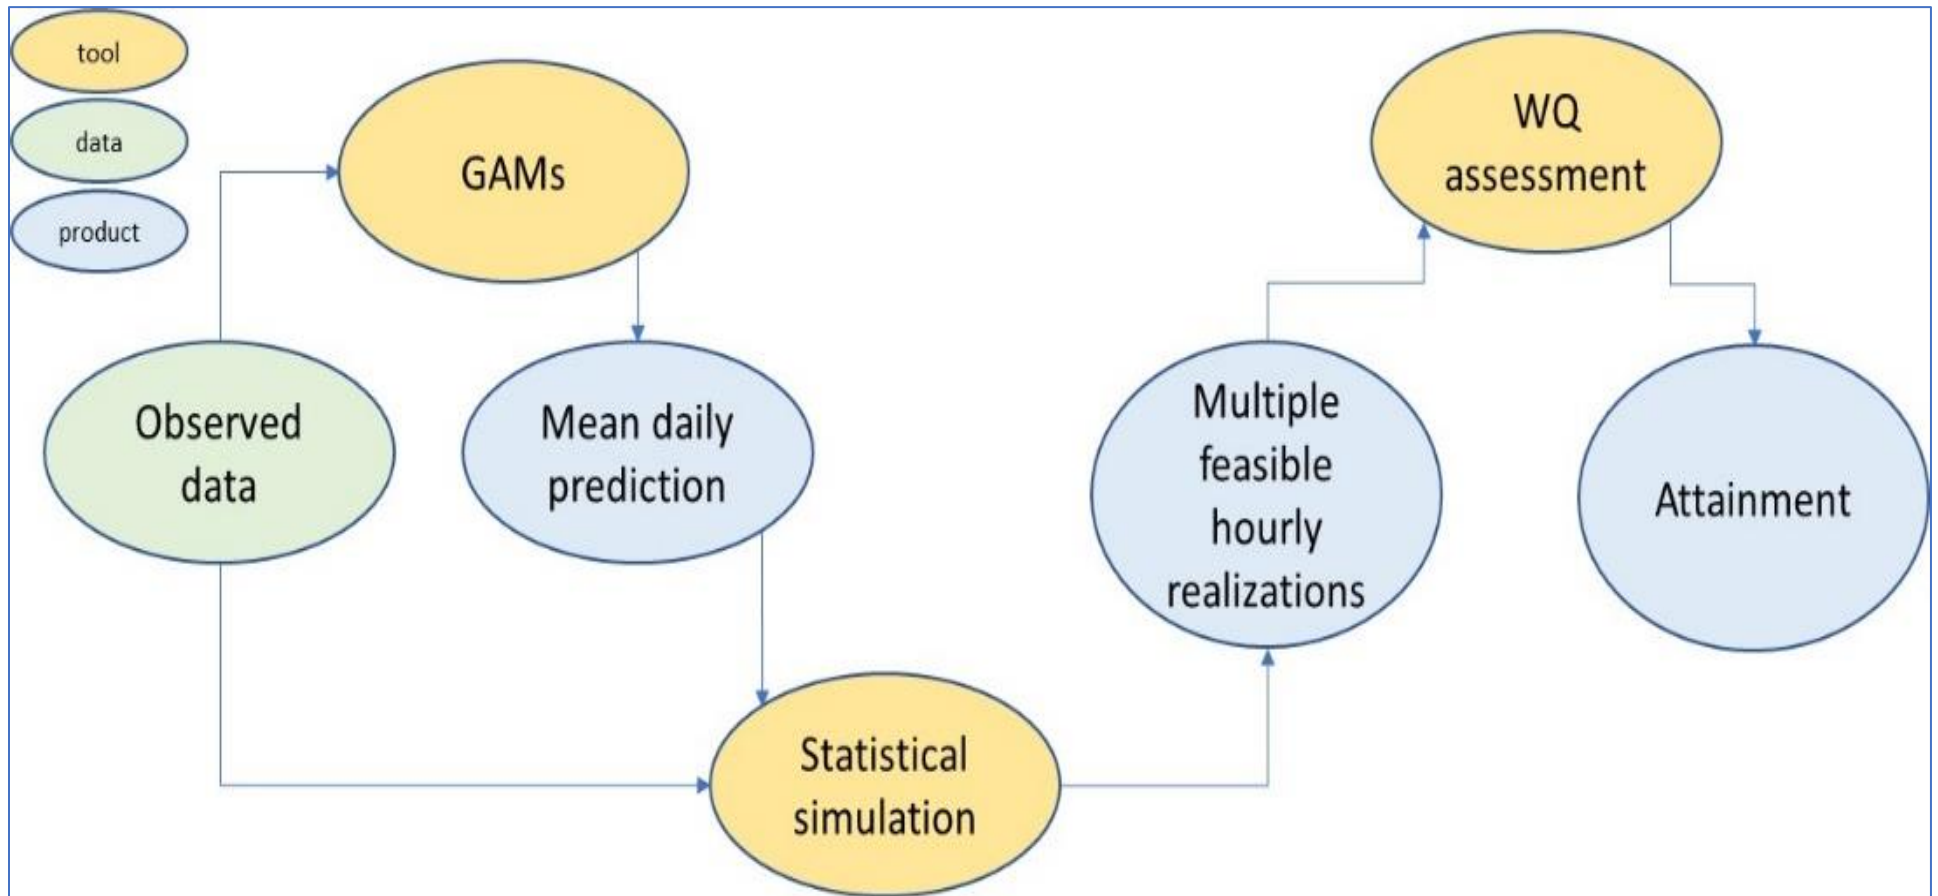 tool
data
product
GAMs
WQ
assessment
Observed
data
Mean daily
prediction
Multiple
feasible
hourly
realizations
Attainment
Statistical
simulation